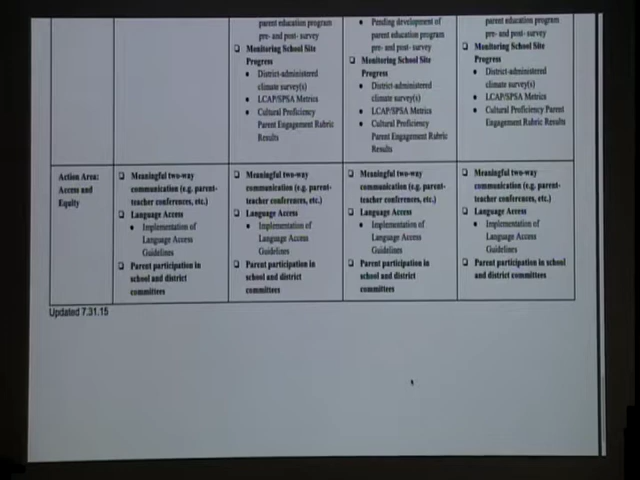 parent education program
pre- and post- survey
❑ Monitoring School Site
Progress
• District-administered
climate survey(s)
• LCAP/SPSA Metrics
• Cultural Proficiency
Parent Engagement Rubric
Results
• Pending development of
parent education program
pre- and post- survey
❑ Monitoring School Site
Progress
• District-administered
climate survey(s)
• LCAP/SPSA Metrics
• Cultural Proficiency
Parent Engagement Rubric
Results
parent education program
pre- and post- survey
❑ Monitoring School Site
Progress
• District-administered
climate survey(s)
• LCAP/SPSA Metrics
• Cultural Proficiency Parent
Engagement Rubric Results
Action Area:
Access and
Equity
❑ Meaningful two-way
communication (e.g. parent-
teacher conferences, etc.)
❑ Language Access
• Implementation of
Language Access
Guidelines
❑ Parent participation in
school and district
committees
❑ Meaningful two-way
communication (e.g. parent-
teacher conferences, etc.)
❑ Language Access
• Implementation of
Language Access
Guidelines
❑ Parent participation in
school and district
committees
❑ Meaningful two-way
communication (e.g. parent-
teacher conferences, etc.)
❑ Language Access
• Implementation of
Language Access
Guidelines
❑ Parent participation in
school and district
committees
❑ Meaningful two-way
communication (e.g. parent-
teacher conferences, etc.)
❑ Language Access
• Implementation of
Language Access
Guidelines
❑ Parent participation in school
and district committees
Updated 7.31.15